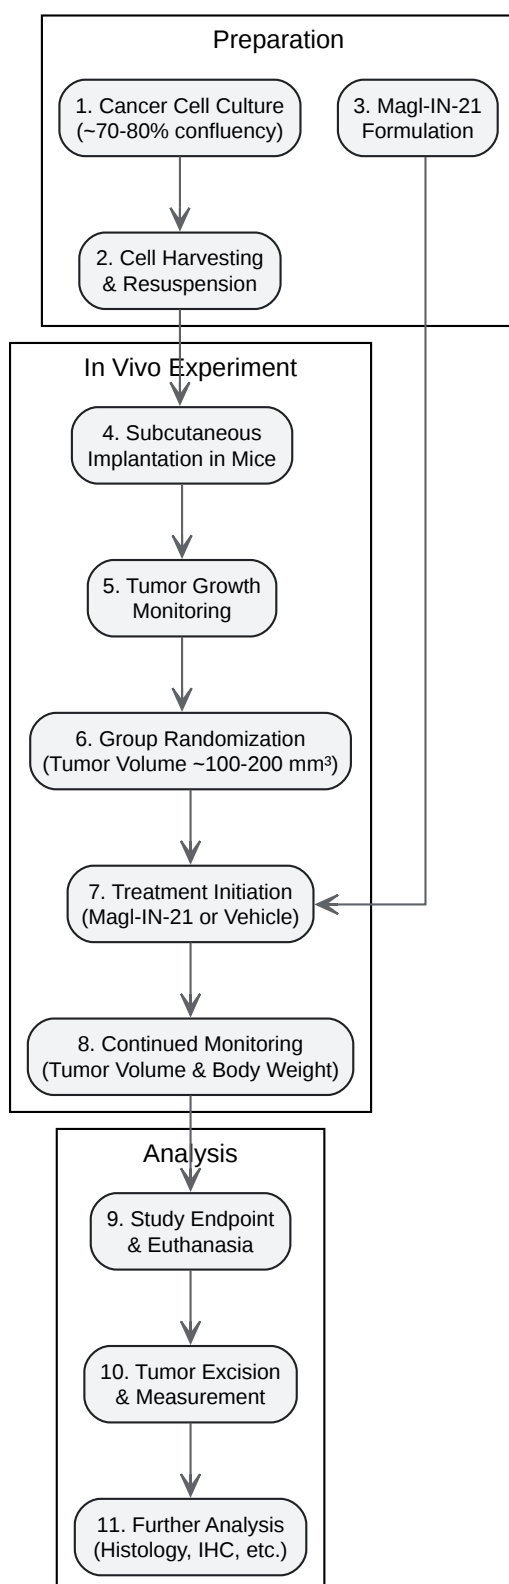 Preparation
1. Cancer Cell Culture
(~70-80% confluency)
3. Magl-IN-21
Formulation
2. Cell Harvesting
& Resuspension
In Vivo Experiment
4. Subcutaneous
Implantation in Mice
5. Tumor Growth
Monitoring
6. Group Randomization
(Tumor Volume ~100-200 mm³)
7. Treatment Initiation
(Magl-IN-21 or Vehicle)
8. Continued Monitoring
(Tumor Volume & Body Weight)
Analysis
9. Study Endpoint
& Euthanasia
10. Tumor Excision
& Measurement
11. Further Analysis
(Histology, IHC, etc.)